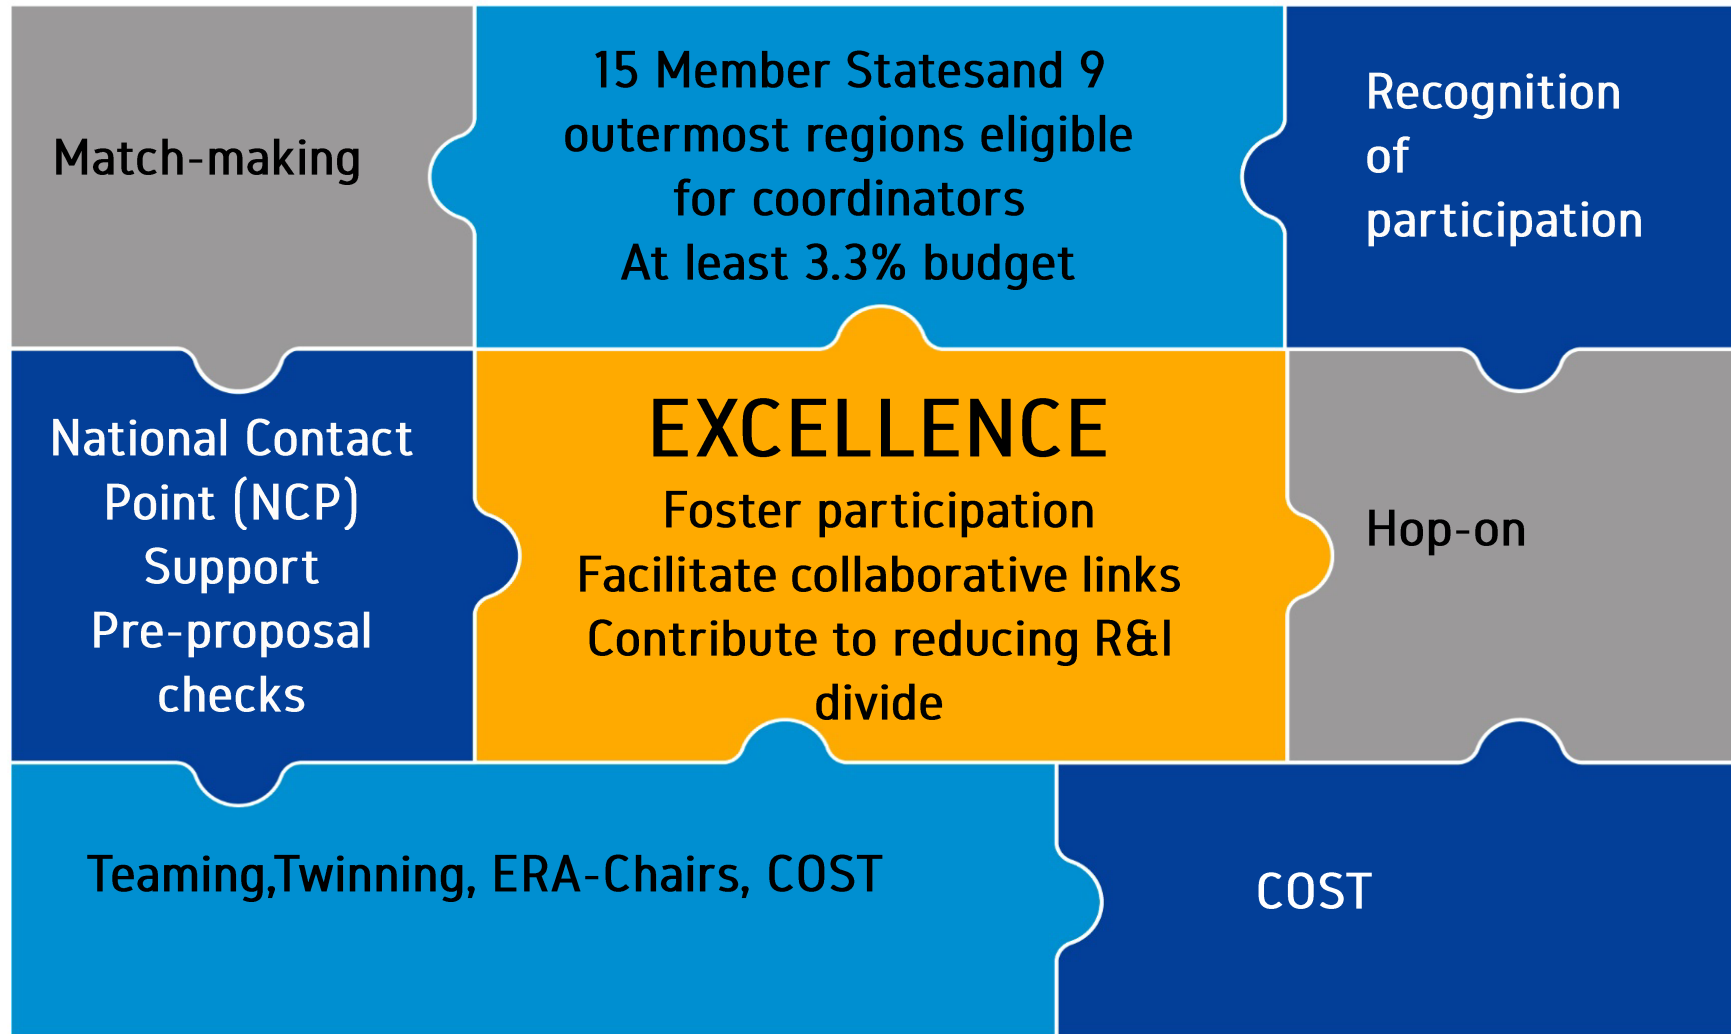 Match-making
15 Member Statesand 9
outermost regions eligible
for coordinators
At least 3.3% budget
Recognition
of
participation
National Contact
Point (NCP)
Support
Pre-proposal
checks
EXCELLENCE
Foster participation
Facilitate collaborative links
Contribute to reducing R&I
divide
Hop-on
Teaming,Twinning, ERA-Chairs, COST
COST